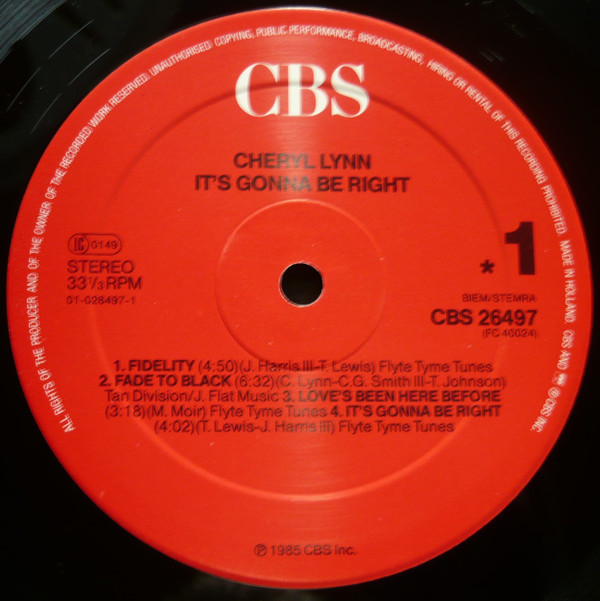 ALL RIGHTS OF THE PRODUCER AND OF THE OWNER OF THE RECORDED WORK RESERVED. UNAUTHORISED COPYING, PUBLIC PERFORMANCE, BROADCASTING, HIRING OR RENTAL OF THIS RECORDING PROHIBITED. MADE IN HOLLAND CBS AND ℗ CBS INC.
CBS
CHERYL LYNN
IT'S GONNA BE RIGHT
IC 0149
STEREO
33 1/3 RPM
01-026497-1
* 1
BIEM/STEMRA
CBS 26497
(FC 40024)
1. FIDELITY (4:50)(J. Harris III-T. Lewis) Flyte Tyme Tunes
2. FADE TO BLACK (6:32)(C. Lynn-C.G. Smith III-T. Johnson)
Tan Division/J. Flat Music 3. LOVE'S BEEN HERE BEFORE
(3:18)(M. Moir) Flyte Tyme Tunes 4. IT'S GONNA BE RIGHT
(4:02)(T. Lewis-J. Harris III) Flyte Tyme Tunes
℗ 1985 CBS Inc.